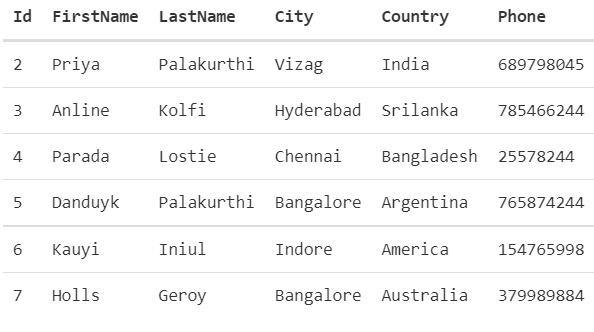 Id FirstName LastName City Country Phone
2 Priya Palakurthi Vizag India 689798045
3 Anline Kolfi Hyderabad Srilanka 785466244
4 Parada Lostie Chennai Bangladesh 25578244
5 Danduyk Palakurthi Bangalore Argentina 765874244
6 Kauyi Iniul Indore America 154765998
7 Holls Geroy Bangalore Australia 379989884